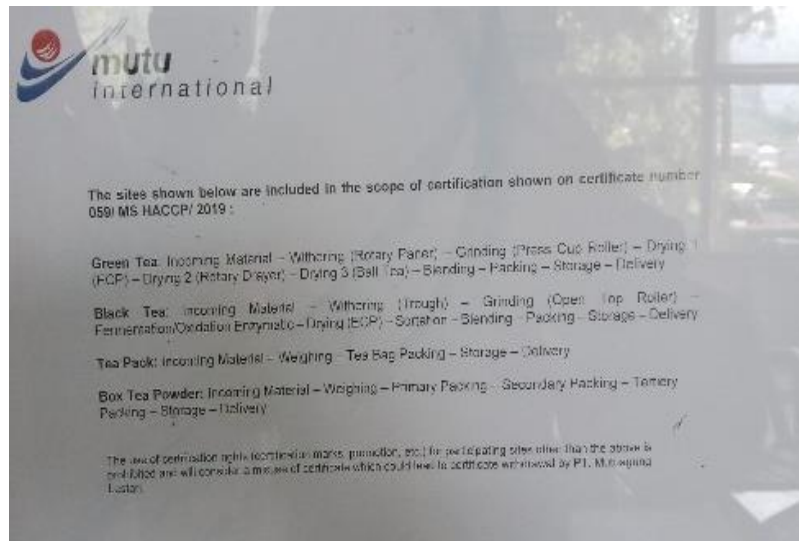 mutu
international
The sites shown below are included in the scope of certification shown on certificate number
059/ MS HACCP/ 2019 :
Green Tea: Incoming Material – Withering (Rotary Paner) – Grinding (Press Cup Roller) – Drying 1
(ECP) – Drying 2 (Rotary Drayer) – Drying 3 (Ball Tea) – Blending – Packing – Storage – Delivery
Black Tea: Incoming Material – Withering (Trough) – Grinding (Open Top Roller) –
Fermentation/Oxidation Enzymatic – Drying (ECP) – Sortation – Blending – Packing – Storage – Delivery
Tea Pack: Incoming Material – Weighing – Tea Bag Packing – Storage – Delivery
Box Tea Powder: Incoming Material – Weighing – Primary Packing – Secondary Packing – Tertiery
Packing – Storage – Delivery
The use of certification rights (certification marks, promotion, etc.) for participating sites other than the above is
prohibited and will consider a misuse of certificate which could lead to certificate withdrawal by PT. Mutuagung
Lestari